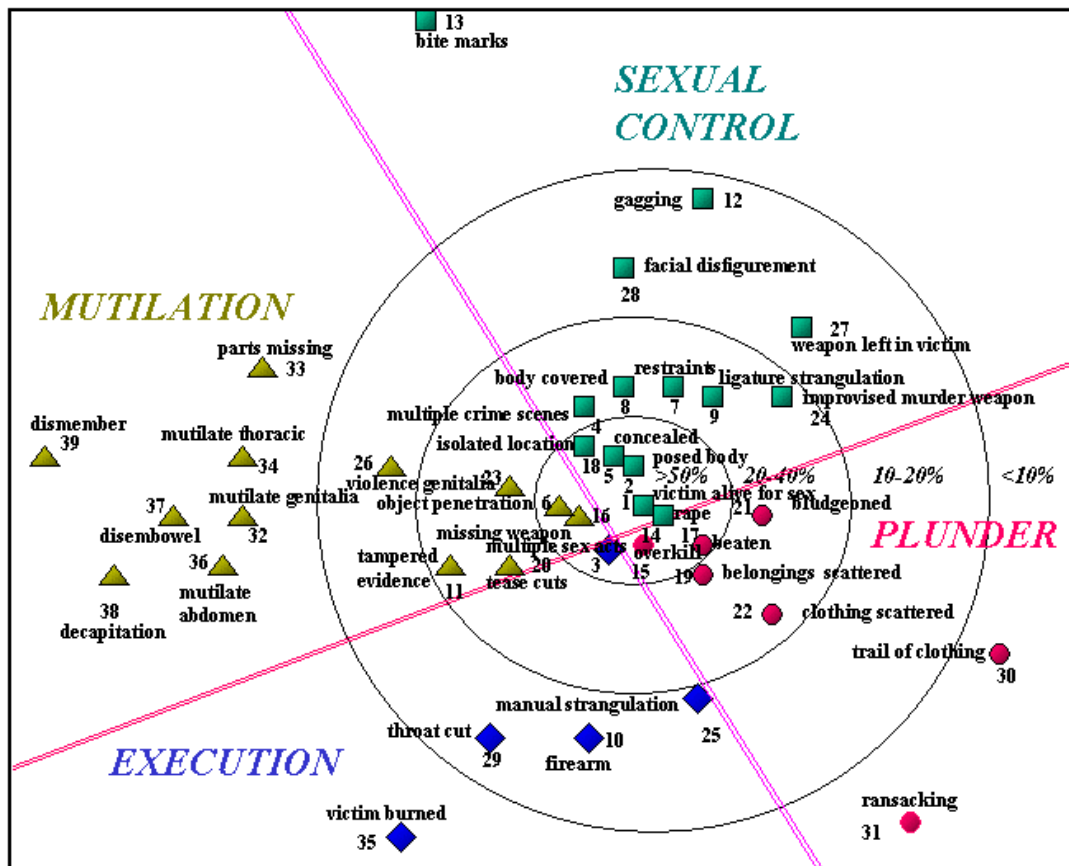 13
bite marks
SEXUAL
CONTROL
gagging
12
facial disfigurement
28
MUTILATION
27
weapon left in victim
parts missing
33
restraints
body covered
ligature strangulation
8
7
9
improvised murder weapon
24
multiple crime scenes
4
dismember
39
mutilate thoracic
34
isolated location
18
concealed
5
posed body
2
>50%
20-40%
10-20%
<10%
26
violence genitalia
23
mutilate genitalia
32
object penetration
6
16
victim alive for sex
1
rape
14
21
bludgeoned
37
disembowel
missing weapon
17
beaten
PLUNDER
36
mutilate
abdomen
tampered
evidence
11
multiple sex acts
20
tease cuts
3
overkill
15
19
belongings scattered
38
decapitation
22
clothing scattered
trail of clothing
30
manual strangulation
25
throat cut
29
10
firearm
EXECUTION
victim burned
35
ransacking
31